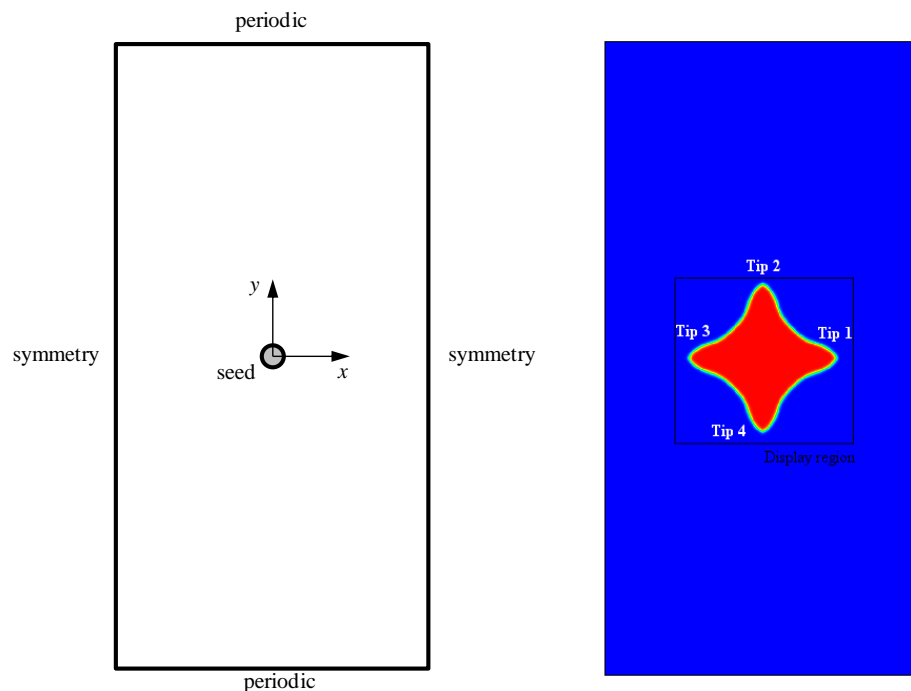 periodic
y
symmetry
seed
x
symmetry
periodic
Tip 2
Tip 3
Tip 1
Tip 4
Display region